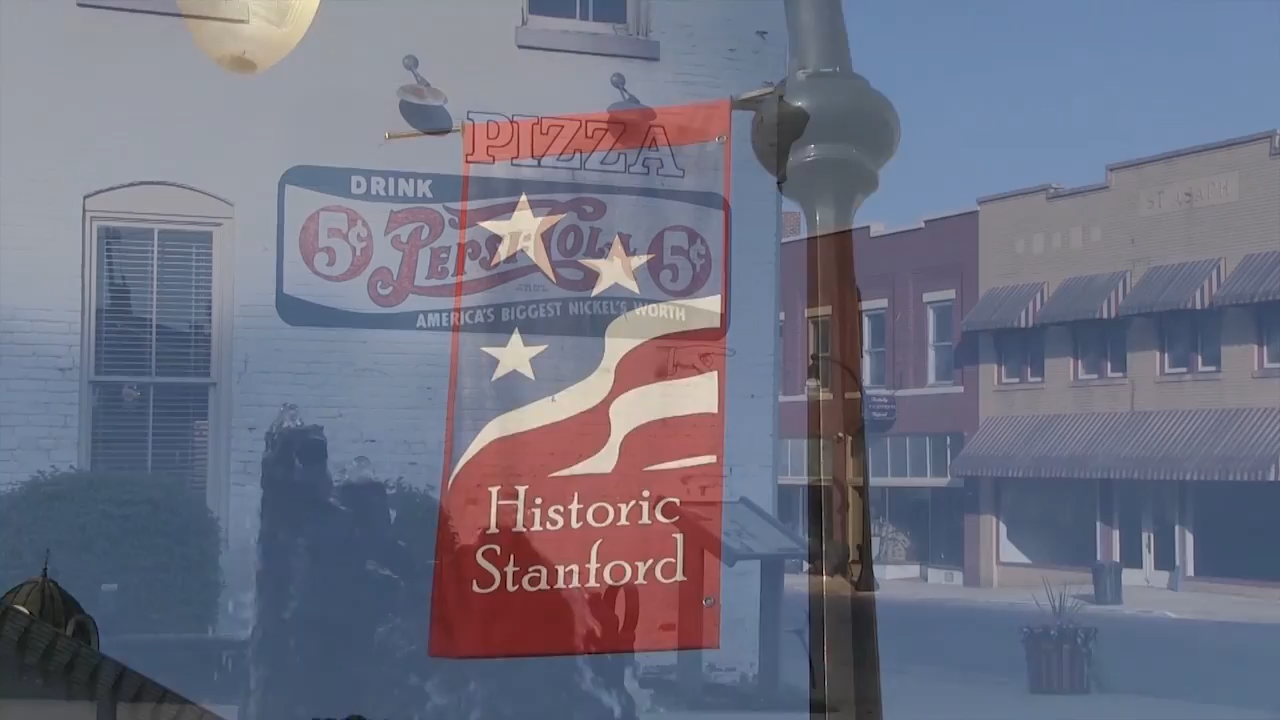 PIZZA
DRINK
5¢ PEPSI-COLA 5¢
AMERICA'S BIGGEST NICKEL'S WORTH
ST ASAPH
Historic
Stanford